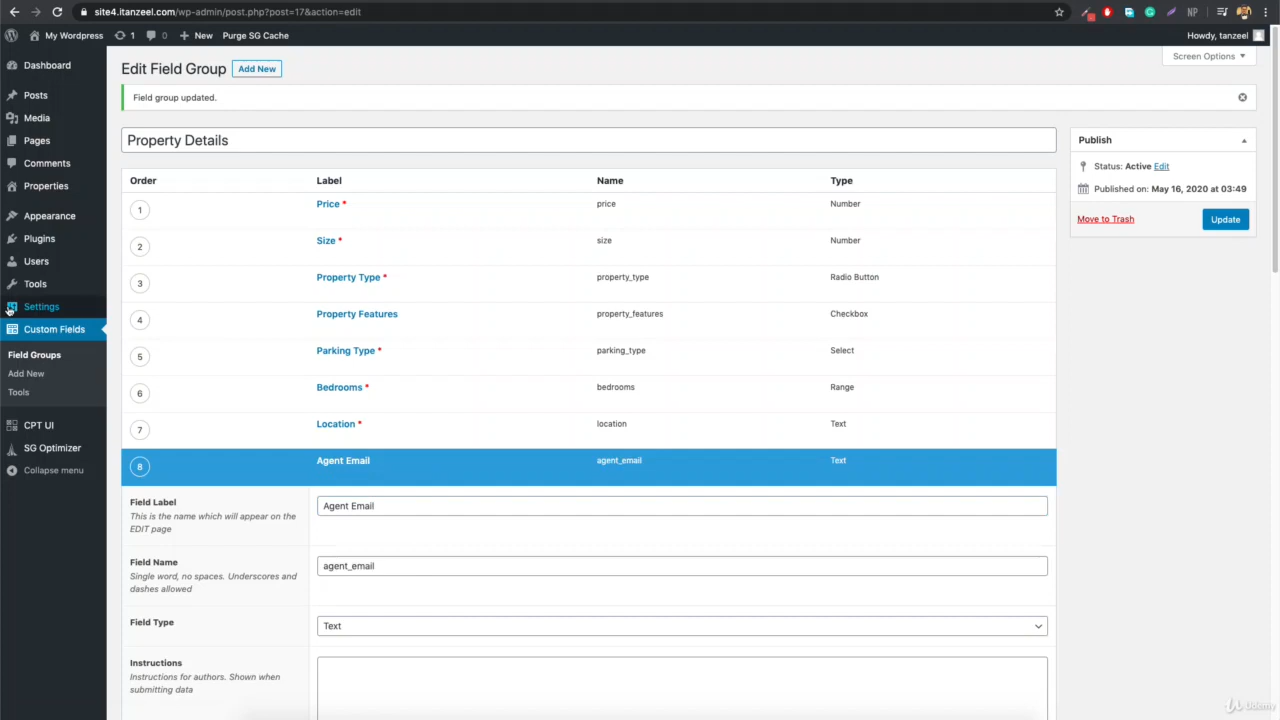 site4.itanzeel.com/wp-admin/post.php?post=17&action=edit
NP
My Wordpress 1 0 New Purge SG Cache Howdy, tanzeel
Dashboard
Posts
Media
Pages
Comments
Properties
Appearance
Plugins
Users
Tools
Settings
Custom Fields
Field Groups
Add New
Tools
CPT UI
SG Optimizer
Collapse menu
Screen Options
Edit Field Group Add New
Field group updated.
Property Details
Order Label Name Type
1 Price * price Number
2 Size * size Number
3 Property Type * property_type Radio Button
4 Property Features property_features Checkbox
5 Parking Type * parking_type Select
6 Bedrooms * bedrooms Range
7 Location * location Text
8 Agent Email agent_email Text
Field Label
This is the name which will appear on the
EDIT page
Agent Email
Field Name
Single word, no spaces. Underscores and
dashes allowed
agent_email
Field Type
Text
Instructions
Instructions for authors. Shown when
submitting data
Publish
Status: Active Edit
Published on: May 16, 2020 at 03:49
Move to Trash Update
Udemy